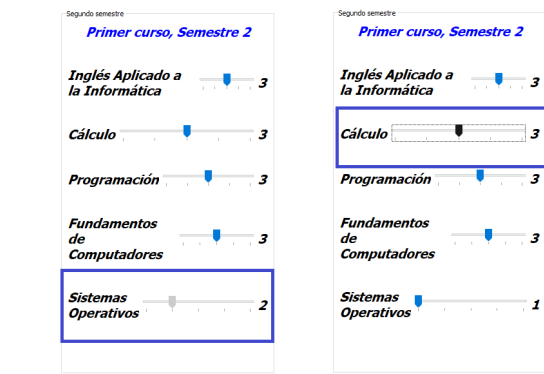 Segundo semestre
Primer curso, Semestre 2
Inglés Aplicado a
la Informática
3
Cálculo
3
Programación
3
Fundamentos
de
Computadores
3
Sistemas
Operativos
2
Segundo semestre
Primer curso, Semestre 2
Inglés Aplicado a
la Informática
3
Cálculo
3
Programación
3
Fundamentos
de
Computadores
3
Sistemas
Operativos
1